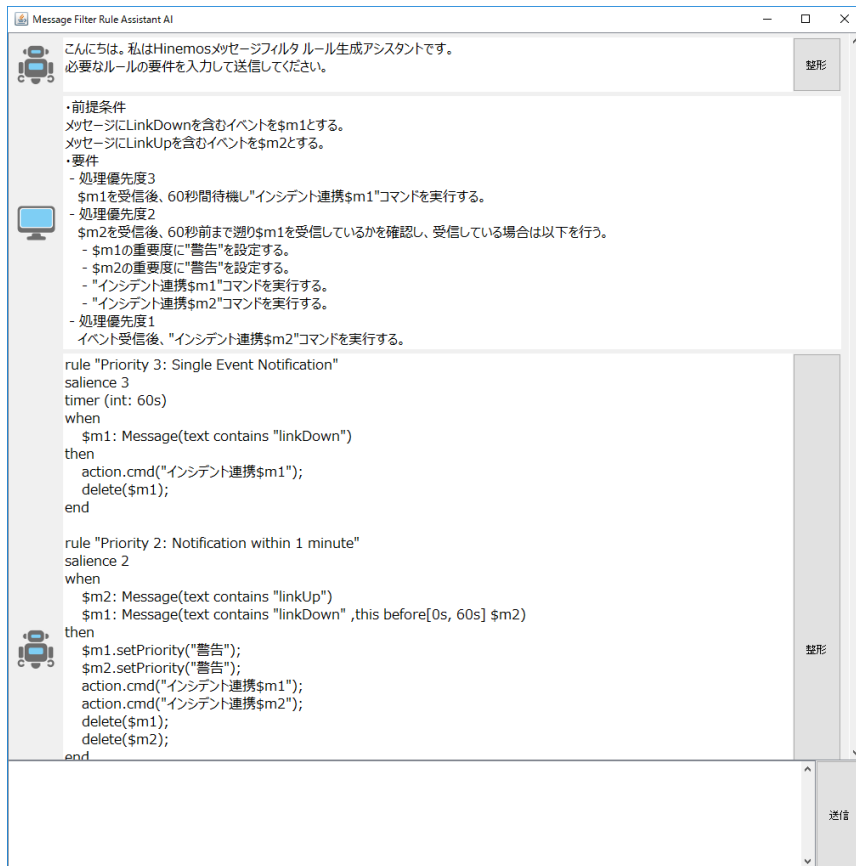 Message Filter Rule Assistant AI
こんにちは。私はHinemosメッセージフィルタ ルール生成アシスタントです。
必要なルールの要件を入力して送信してください。
整形
・前提条件
メッセージにLinkDownを含むイベントを$m1とする。
メッセージにLinkUpを含むイベントを$m2とする。
・要件
- 処理優先度3
$m1を受信後、60秒間待機し"インシデント連携$m1"コマンドを実行する。
- 処理優先度2
$m2を受信後、60秒前まで遡り$m1を受信しているかを確認し、受信している場合は以下を行う。
- $m1の重要度に"警告"を設定する。
- $m2の重要度に"警告"を設定する。
- "インシデント連携$m1"コマンドを実行する。
- "インシデント連携$m2"コマンドを実行する。
- 処理優先度1
イベント受信後、"インシデント連携$m2"コマンドを実行する。
rule "Priority 3: Single Event Notification"
salience 3
timer (int: 60s)
when
$m1: Message(text contains "linkDown")
then
action.cmd("インシデント連携$m1");
delete($m1);
end
rule "Priority 2: Notification within 1 minute"
salience 2
when
$m2: Message(text contains "linkUp")
$m1: Message(text contains "linkDown" ,this before[0s, 60s] $m2)
then
$m1.setPriority("警告");
$m2.setPriority("警告");
action.cmd("インシデント連携$m1");
action.cmd("インシデント連携$m2");
delete($m1);
delete($m2);
end
整形
送信